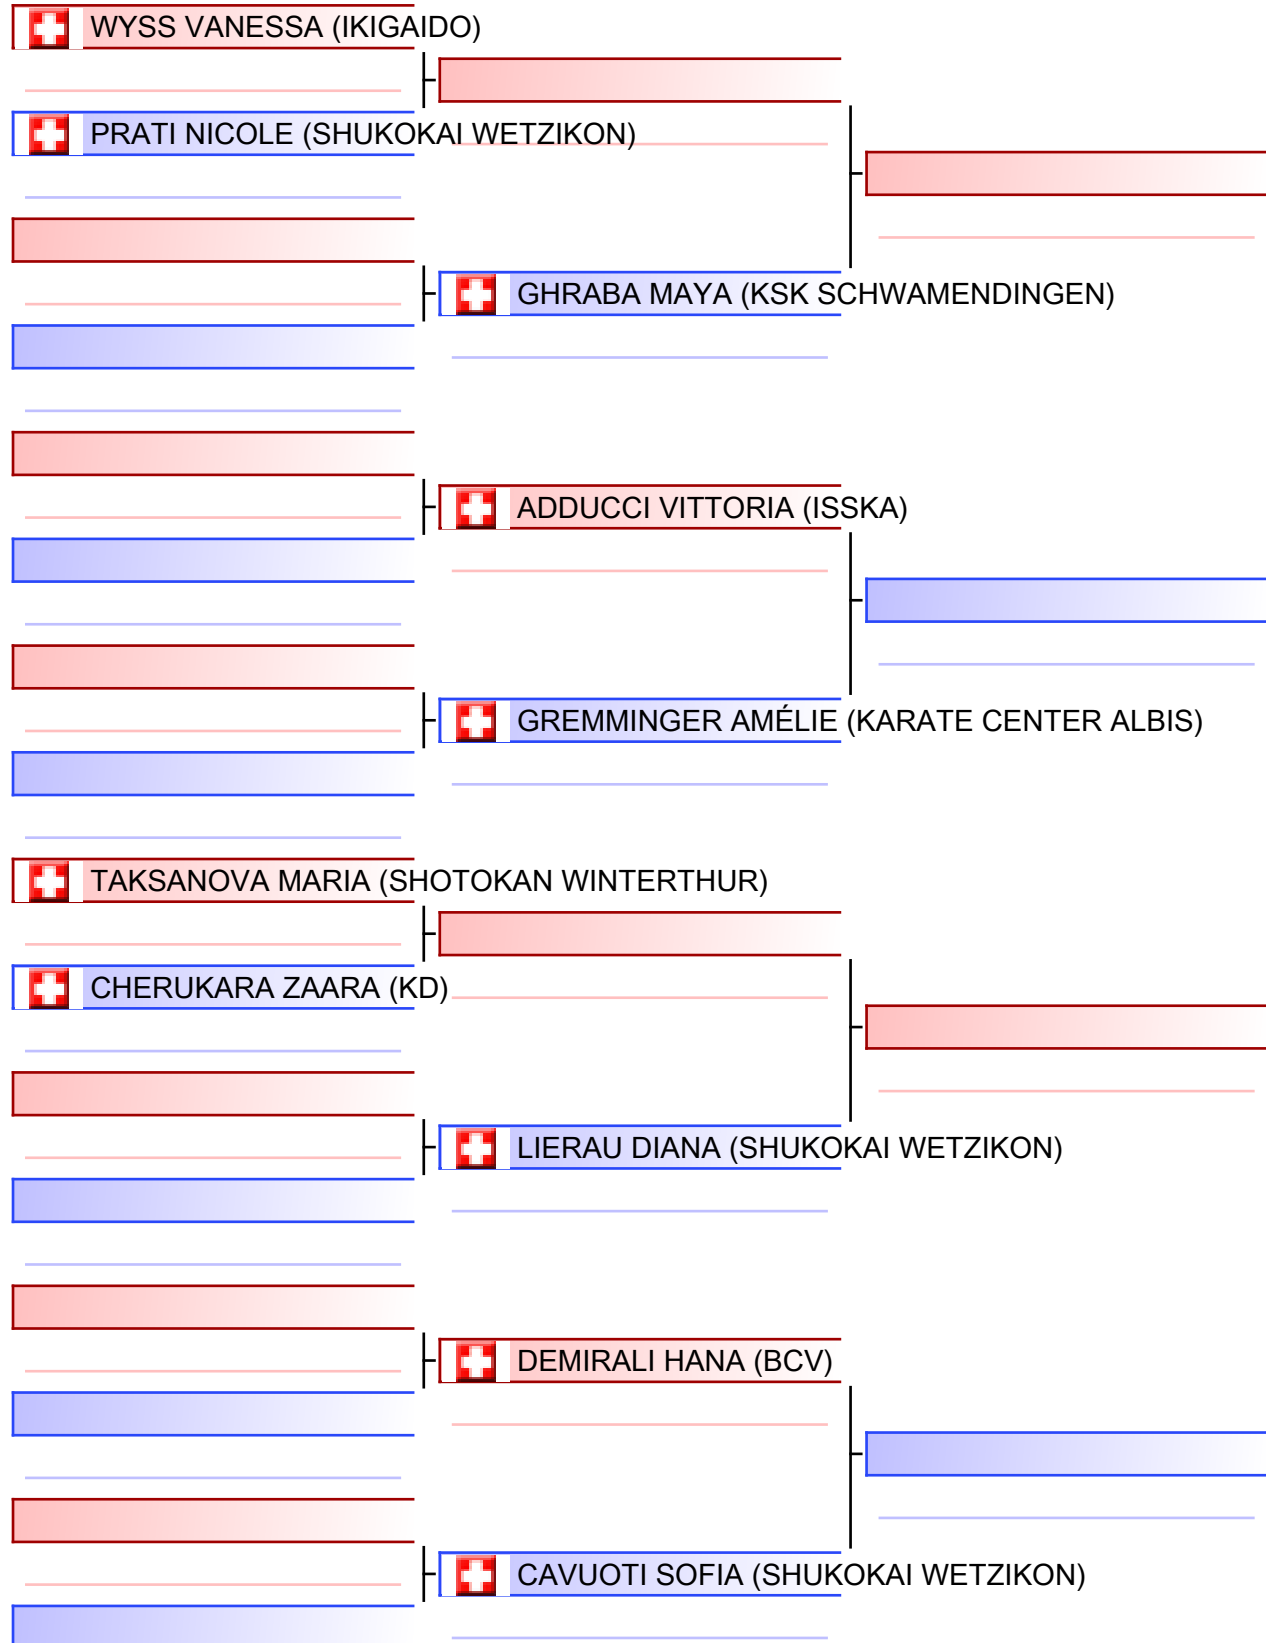 WYSS VANESSA (IKIGAIDO)
PRATI NICOLE (SHUKOKAI WETZIKON)
GHRABA MAYA (KSK SCHWAMENDINGEN)
ADDUCCI VITTORIA (ISSKA)
GREMMINGER AMÉLIE (KARATE CENTER ALBIS)
TAKSANOVA MARIA (SHOTOKAN WINTERTHUR)
CHERUKARA ZAARA (KD)
LIERAU DIANA (SHUKOKAI WETZIKON)
DEMIRALI HANA (BCV)
CAVUOTI SOFIA (SHUKOKAI WETZIKON)